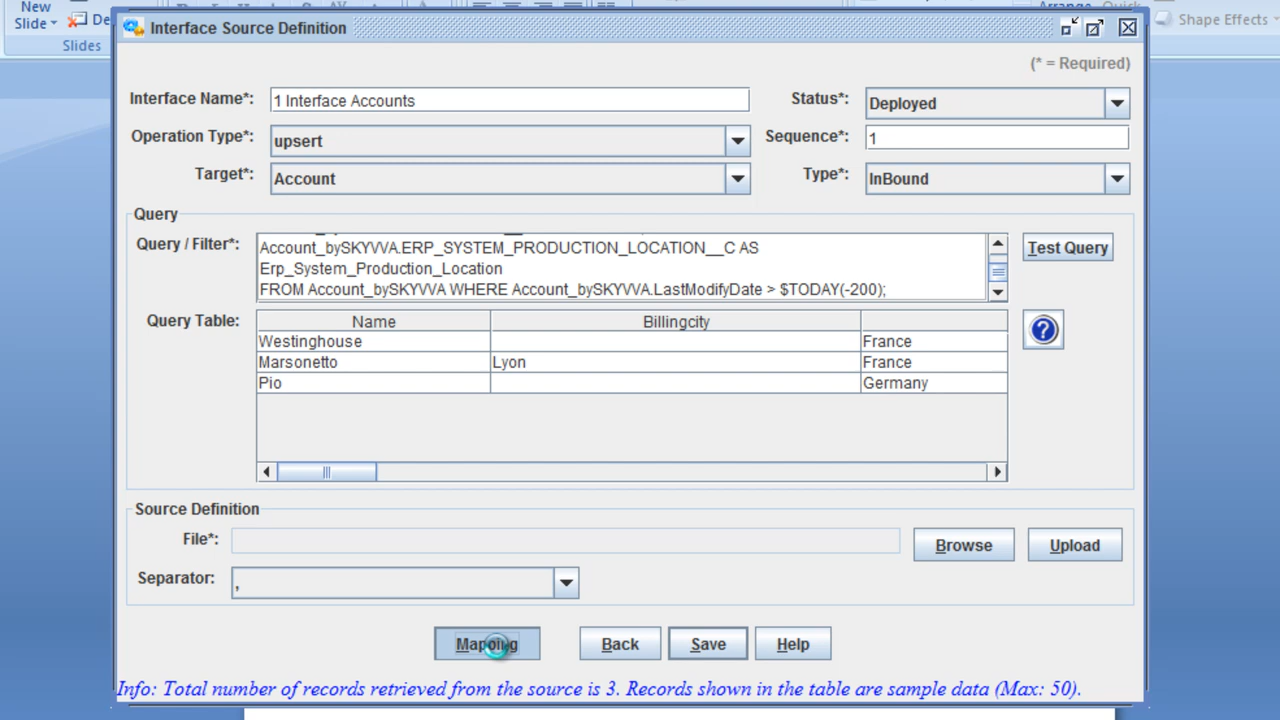 New
Slide
De
Slides
Arrange
Quick
Shape Effects
Interface Source Definition
(* = Required)
Interface Name*: 1 Interface Accounts Status*: Deployed
Operation Type*: upsert Sequence*: 1
Target*: Account Type*: InBound
Query
Query / Filter*: Account_bySKYVVA.ERP_SYSTEM_PRODUCTION_LOCATION__C AS Test Query
Erp_System_Production_Location
FROM Account_bySKYVVA WHERE Account_bySKYVVA.LastModifyDate > $TODAY(-200);
Query Table: Name Billingcity
Westinghouse France
Marsonetto Lyon France
Pio Germany
Source Definition
File*: Browse Upload
Separator: ,
Mapping Back Save Help
Info: Total number of records retrieved from the source is 3. Records shown in the table are sample data (Max: 50).